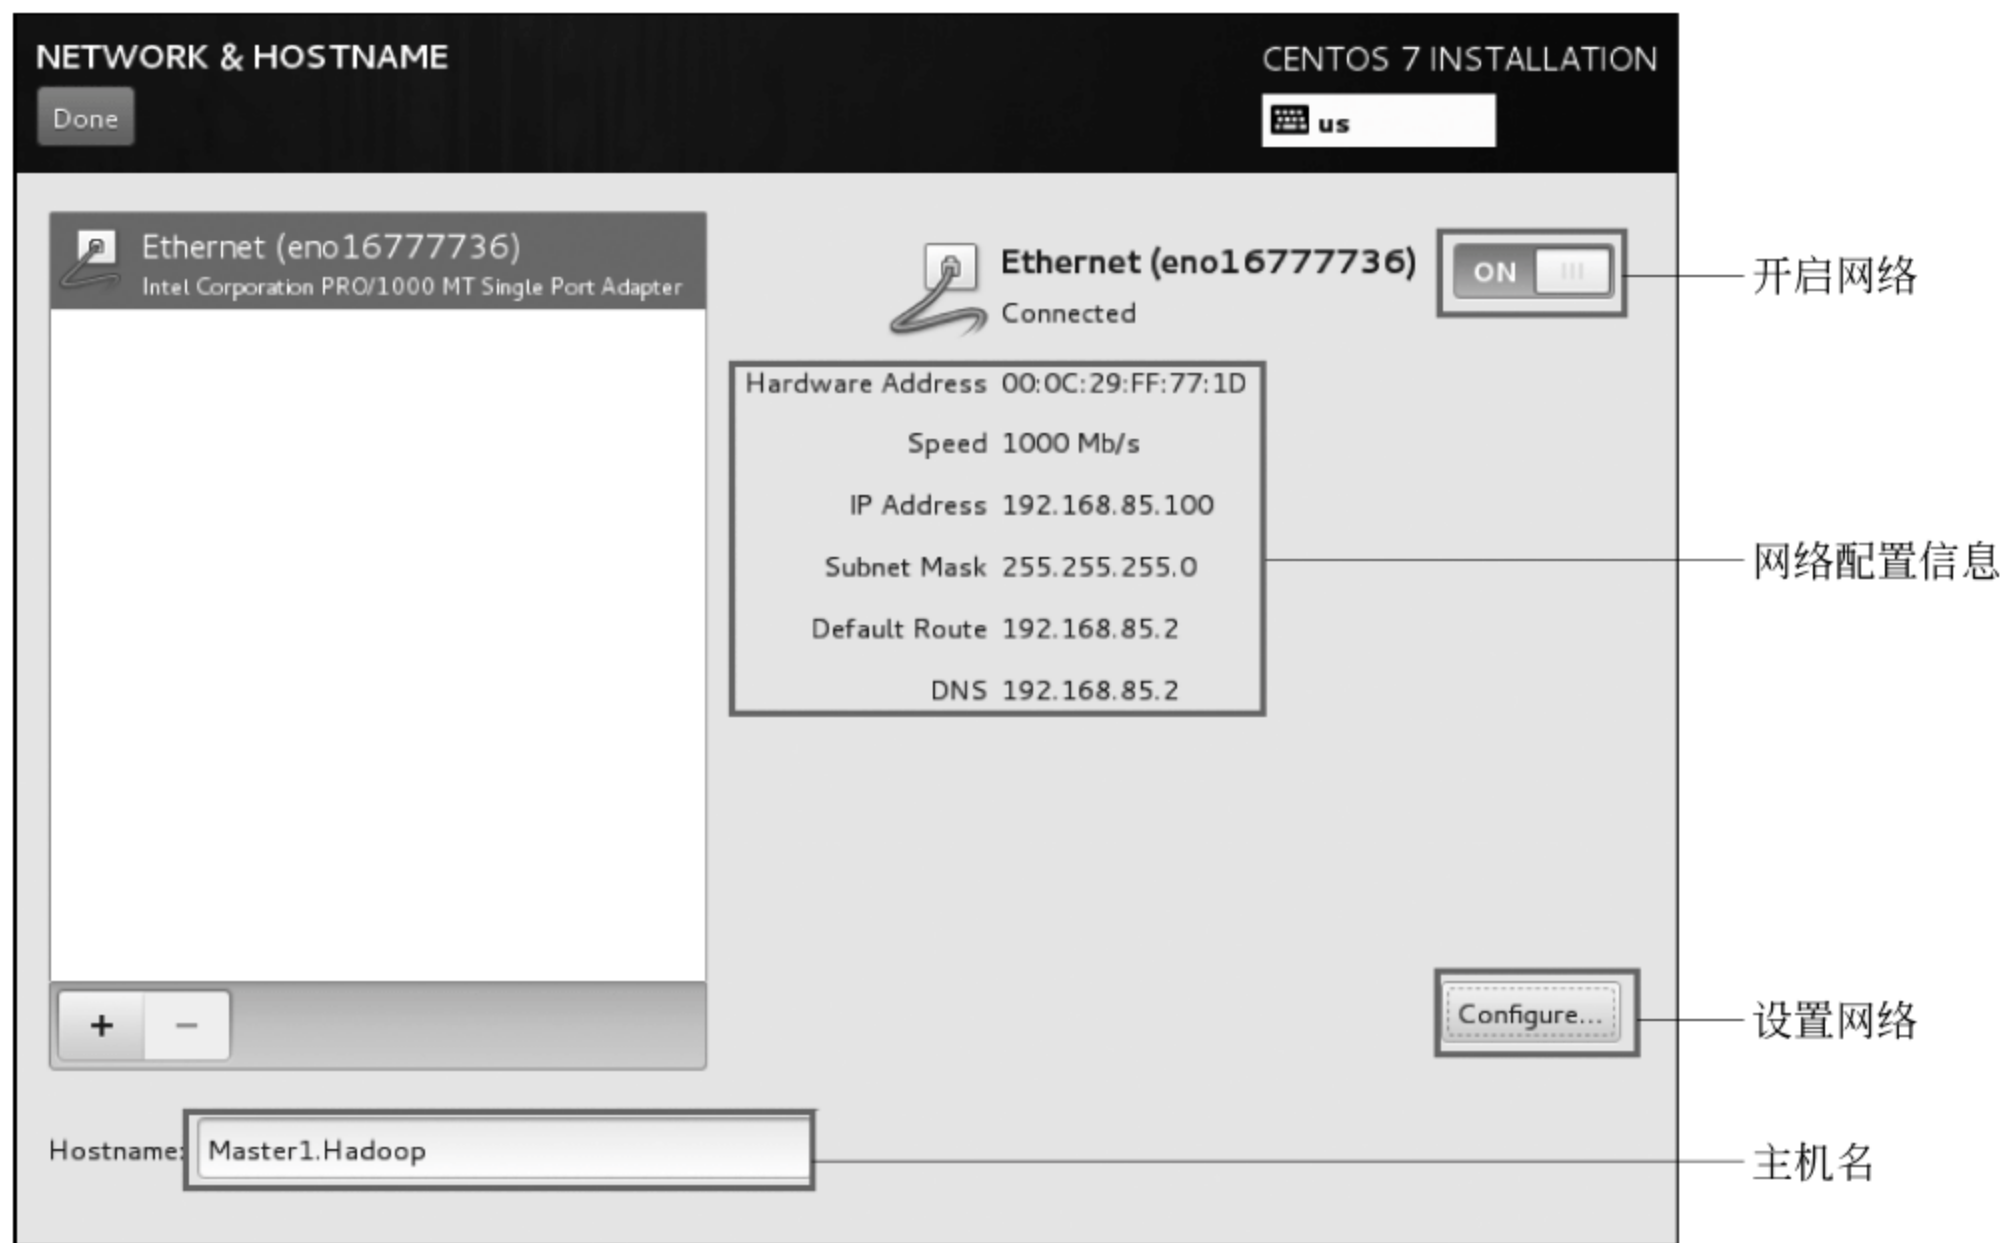 NETWORK & HOSTNAME
CENTOS 7 INSTALLATION
Done
us
Ethernet (eno16777736)
Intel Corporation PRO/1000 MT Single Port Adapter
Ethernet (eno16777736)
Connected
ON
开启网络
Hardware Address 00:0C:29:FF:77:1D
Speed 1000 Mb/s
IP Address 192.168.85.100
Subnet Mask 255.255.255.0
Default Route 192.168.85.2
DNS 192.168.85.2
网络配置信息
+ −
Configure...
设置网络
Hostname: Master1.Hadoop
主机名